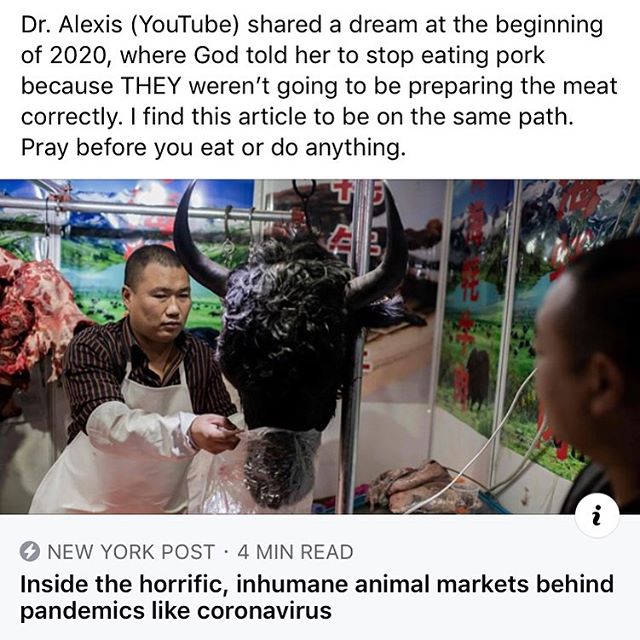 Dr. Alexis (YouTube) shared a dream at the beginning
of 2020, where God told her to stop eating pork
because THEY weren’t going to be preparing the meat
correctly. I find this article to be on the same path.
Pray before you eat or do anything.
NEW YORK POST · 4 MIN READ
Inside the horrific, inhumane animal markets behind
pandemics like coronavirus